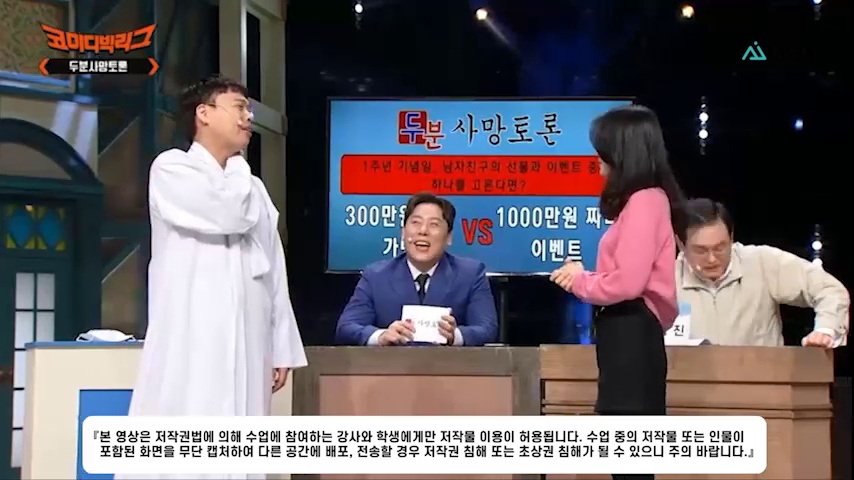 코미디빅리그
두분사망토론
두분 사망토론
1주년 기념일, 남자친구의 선물과 이벤트 중
하나를 고른다면?
300만원
VS
1000만원 짜리
이벤트
사망토
진
『본 영상은 저작권법에 의해 수업에 참여하는 강사와 학생에게만 저작물 이용이 허용됩니다. 수업 중의 저작물 또는 인물이
포함된 화면을 무단 캡처하여 다른 공간에 배포, 전송할 경우 저작권 침해 또는 초상권 침해가 될 수 있으니 주의 바랍니다.』